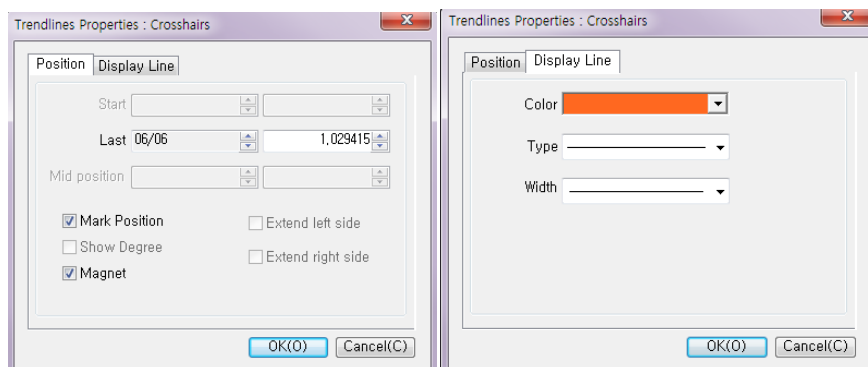 Trendlines Properties : Crosshairs
Position Display Line
Start
Last 06/06 1,029415
Mid position
Mark Position Extend left side
Show Degree
Extend right side
Magnet
OK(O) Cancel(C)
Trendlines Properties : Crosshairs
Position Display Line
Color
Type
Width
OK(O) Cancel(C)